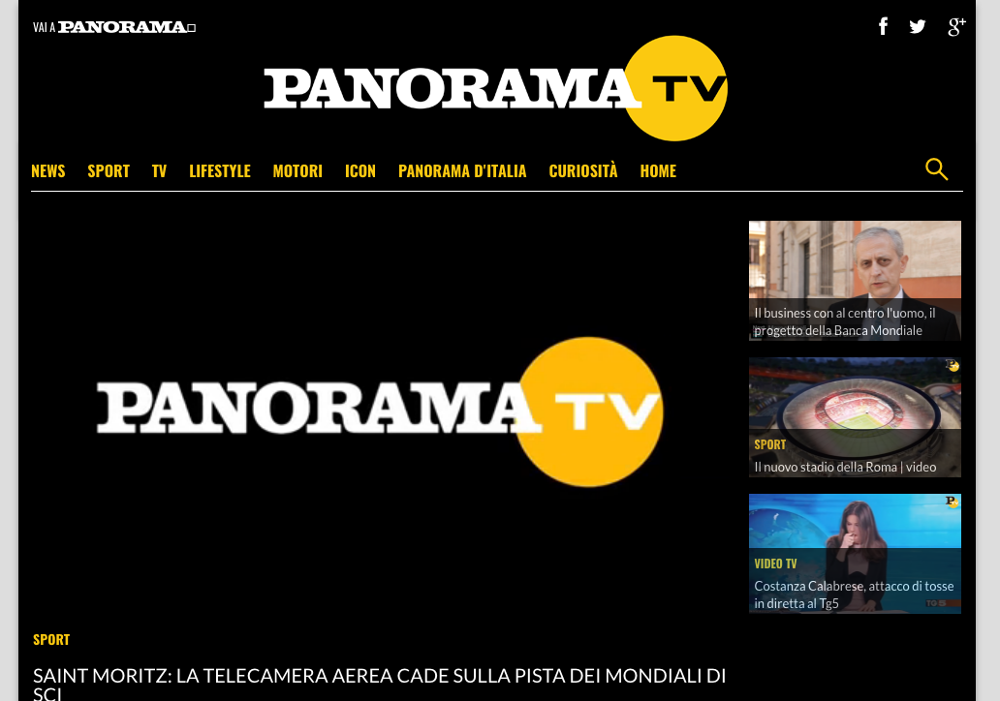 VAI A PANORAMA
PANORAMA TV
NEWS SPORT TV LIFESTYLE MOTORI ICON PANORAMA D'ITALIA CURIOSITÀ HOME
PANORAMA TV
Il business con al centro l'uomo, il
progetto della Banca Mondiale
SPORT
Il nuovo stadio della Roma | video
VIDEO TV
Costanza Calabrese, attacco di tosse
in diretta al Tg5
TG5
SPORT
SAINT MORITZ: LA TELECAMERA AEREA CADE SULLA PISTA DEI MONDIALI DI
SCI